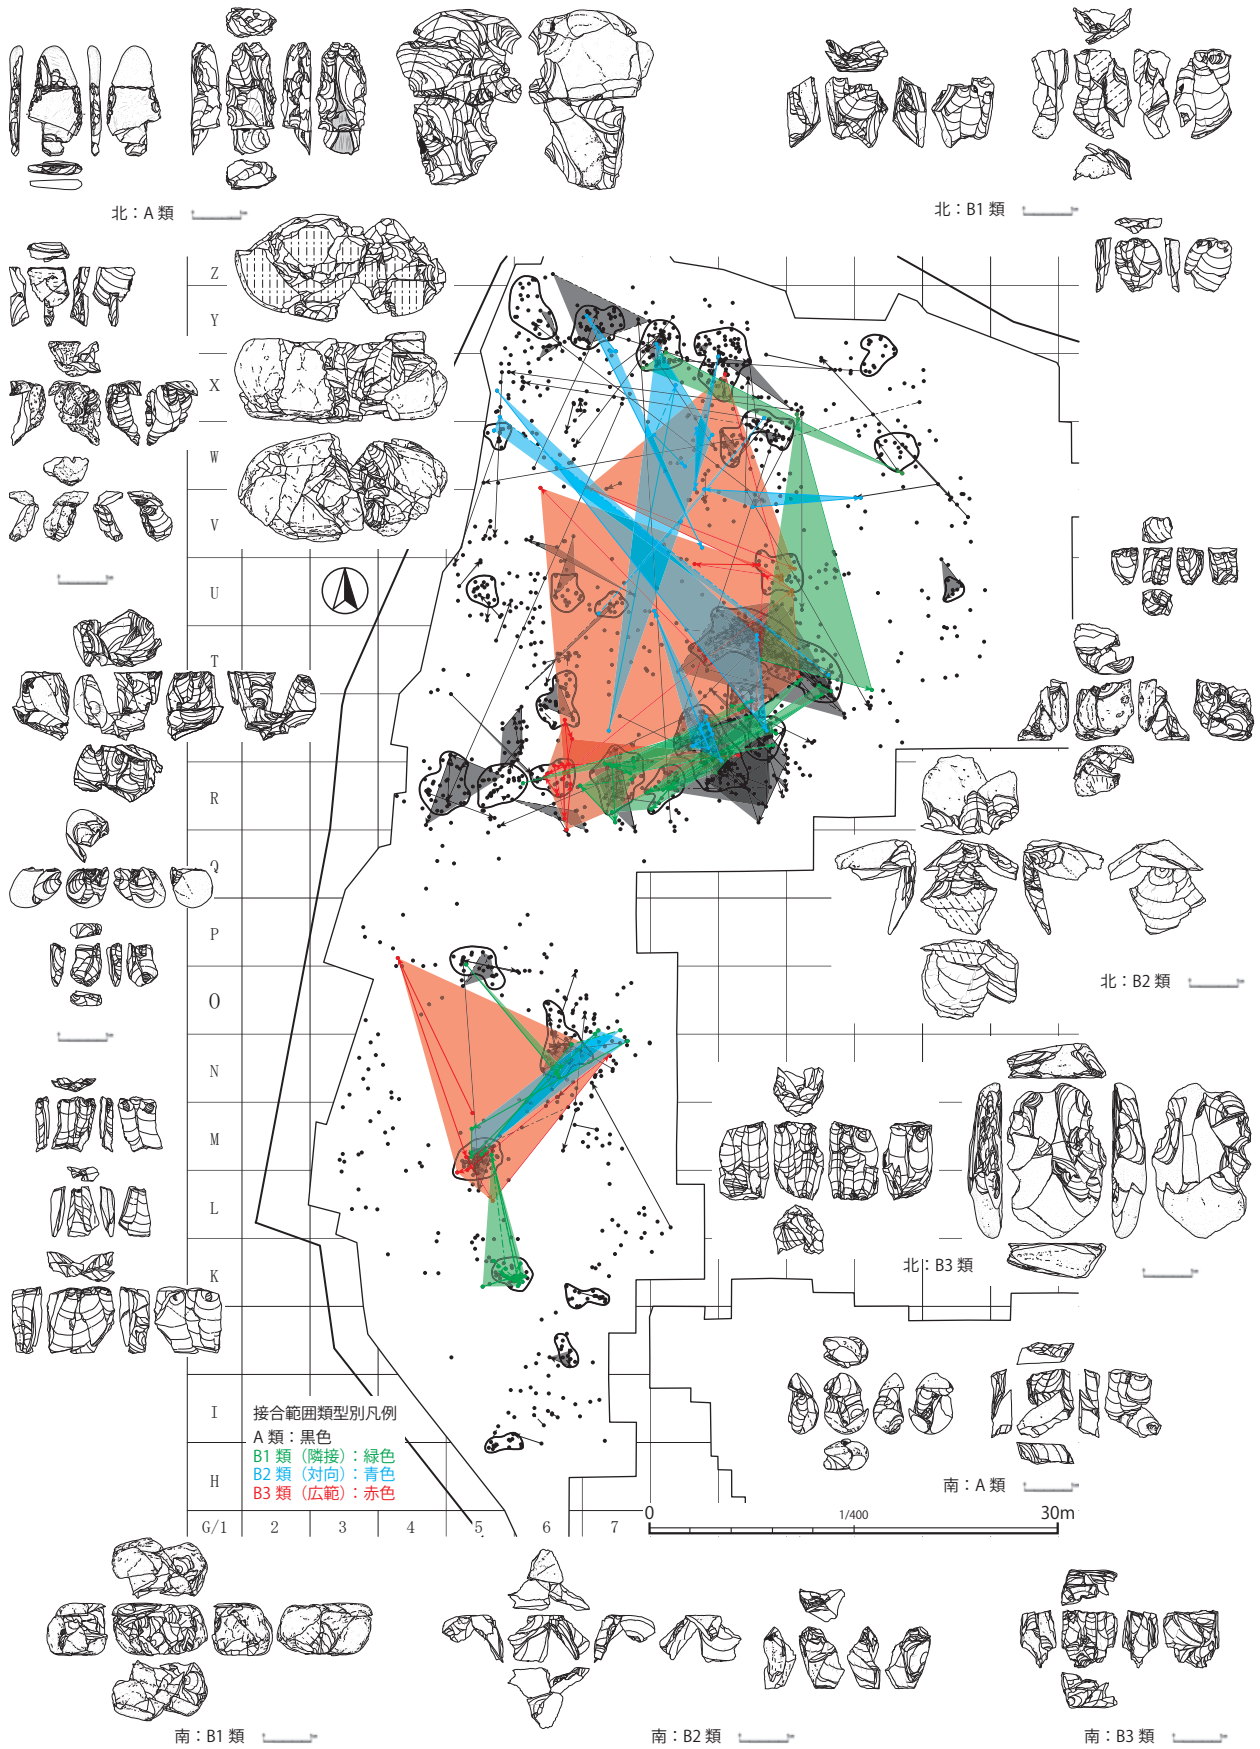 北：A 類
北：B1 類
Z
Y
X
W
V
U
T
R
Q
P
O
N
M
L
K
I
H
北：B2 類
北：B3 類
接合範囲類型別凡例
A 類：黒色
B1 類（隣接）：緑色
B2 類（対向）：青色
B3 類（広範）：赤色
南：A 類
0 1/400 30m
G/1 2 3 4 5 6 7
南：B1 類
南：B2 類
南：B3 類